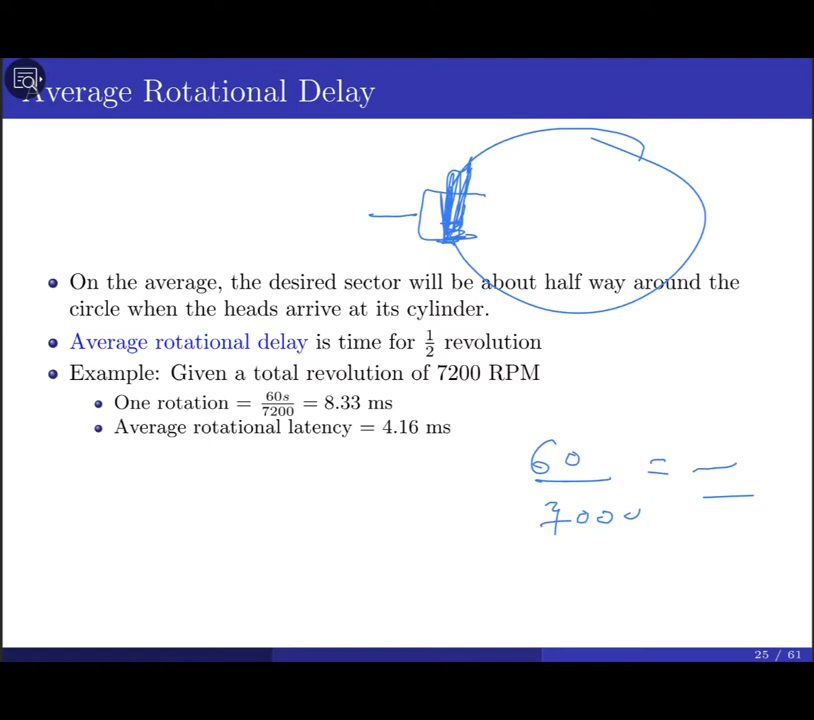 Average Rotational Delay
On the average, the desired sector will be about half way around the
circle when the heads arrive at its cylinder.
Average rotational delay is time for 1/2 revolution
Example: Given a total revolution of 7200 RPM
One rotation = 60s/7200 = 8.33 ms
Average rotational latency = 4.16 ms
60/7000 =
25 / 61